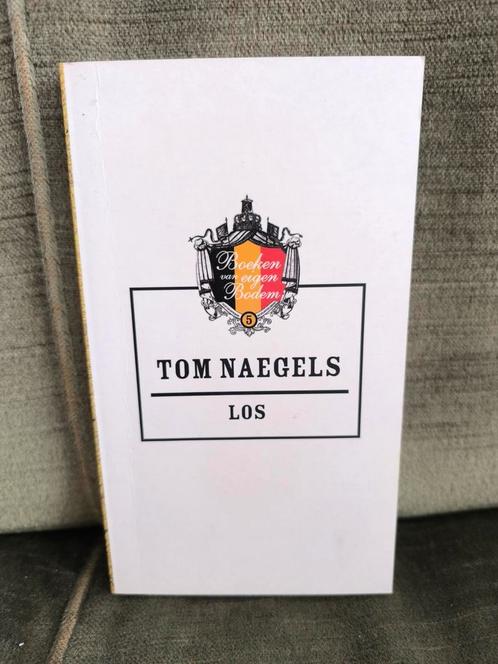 Boeken
van eigen
Bodem
5
TOM NAEGELS
LOS